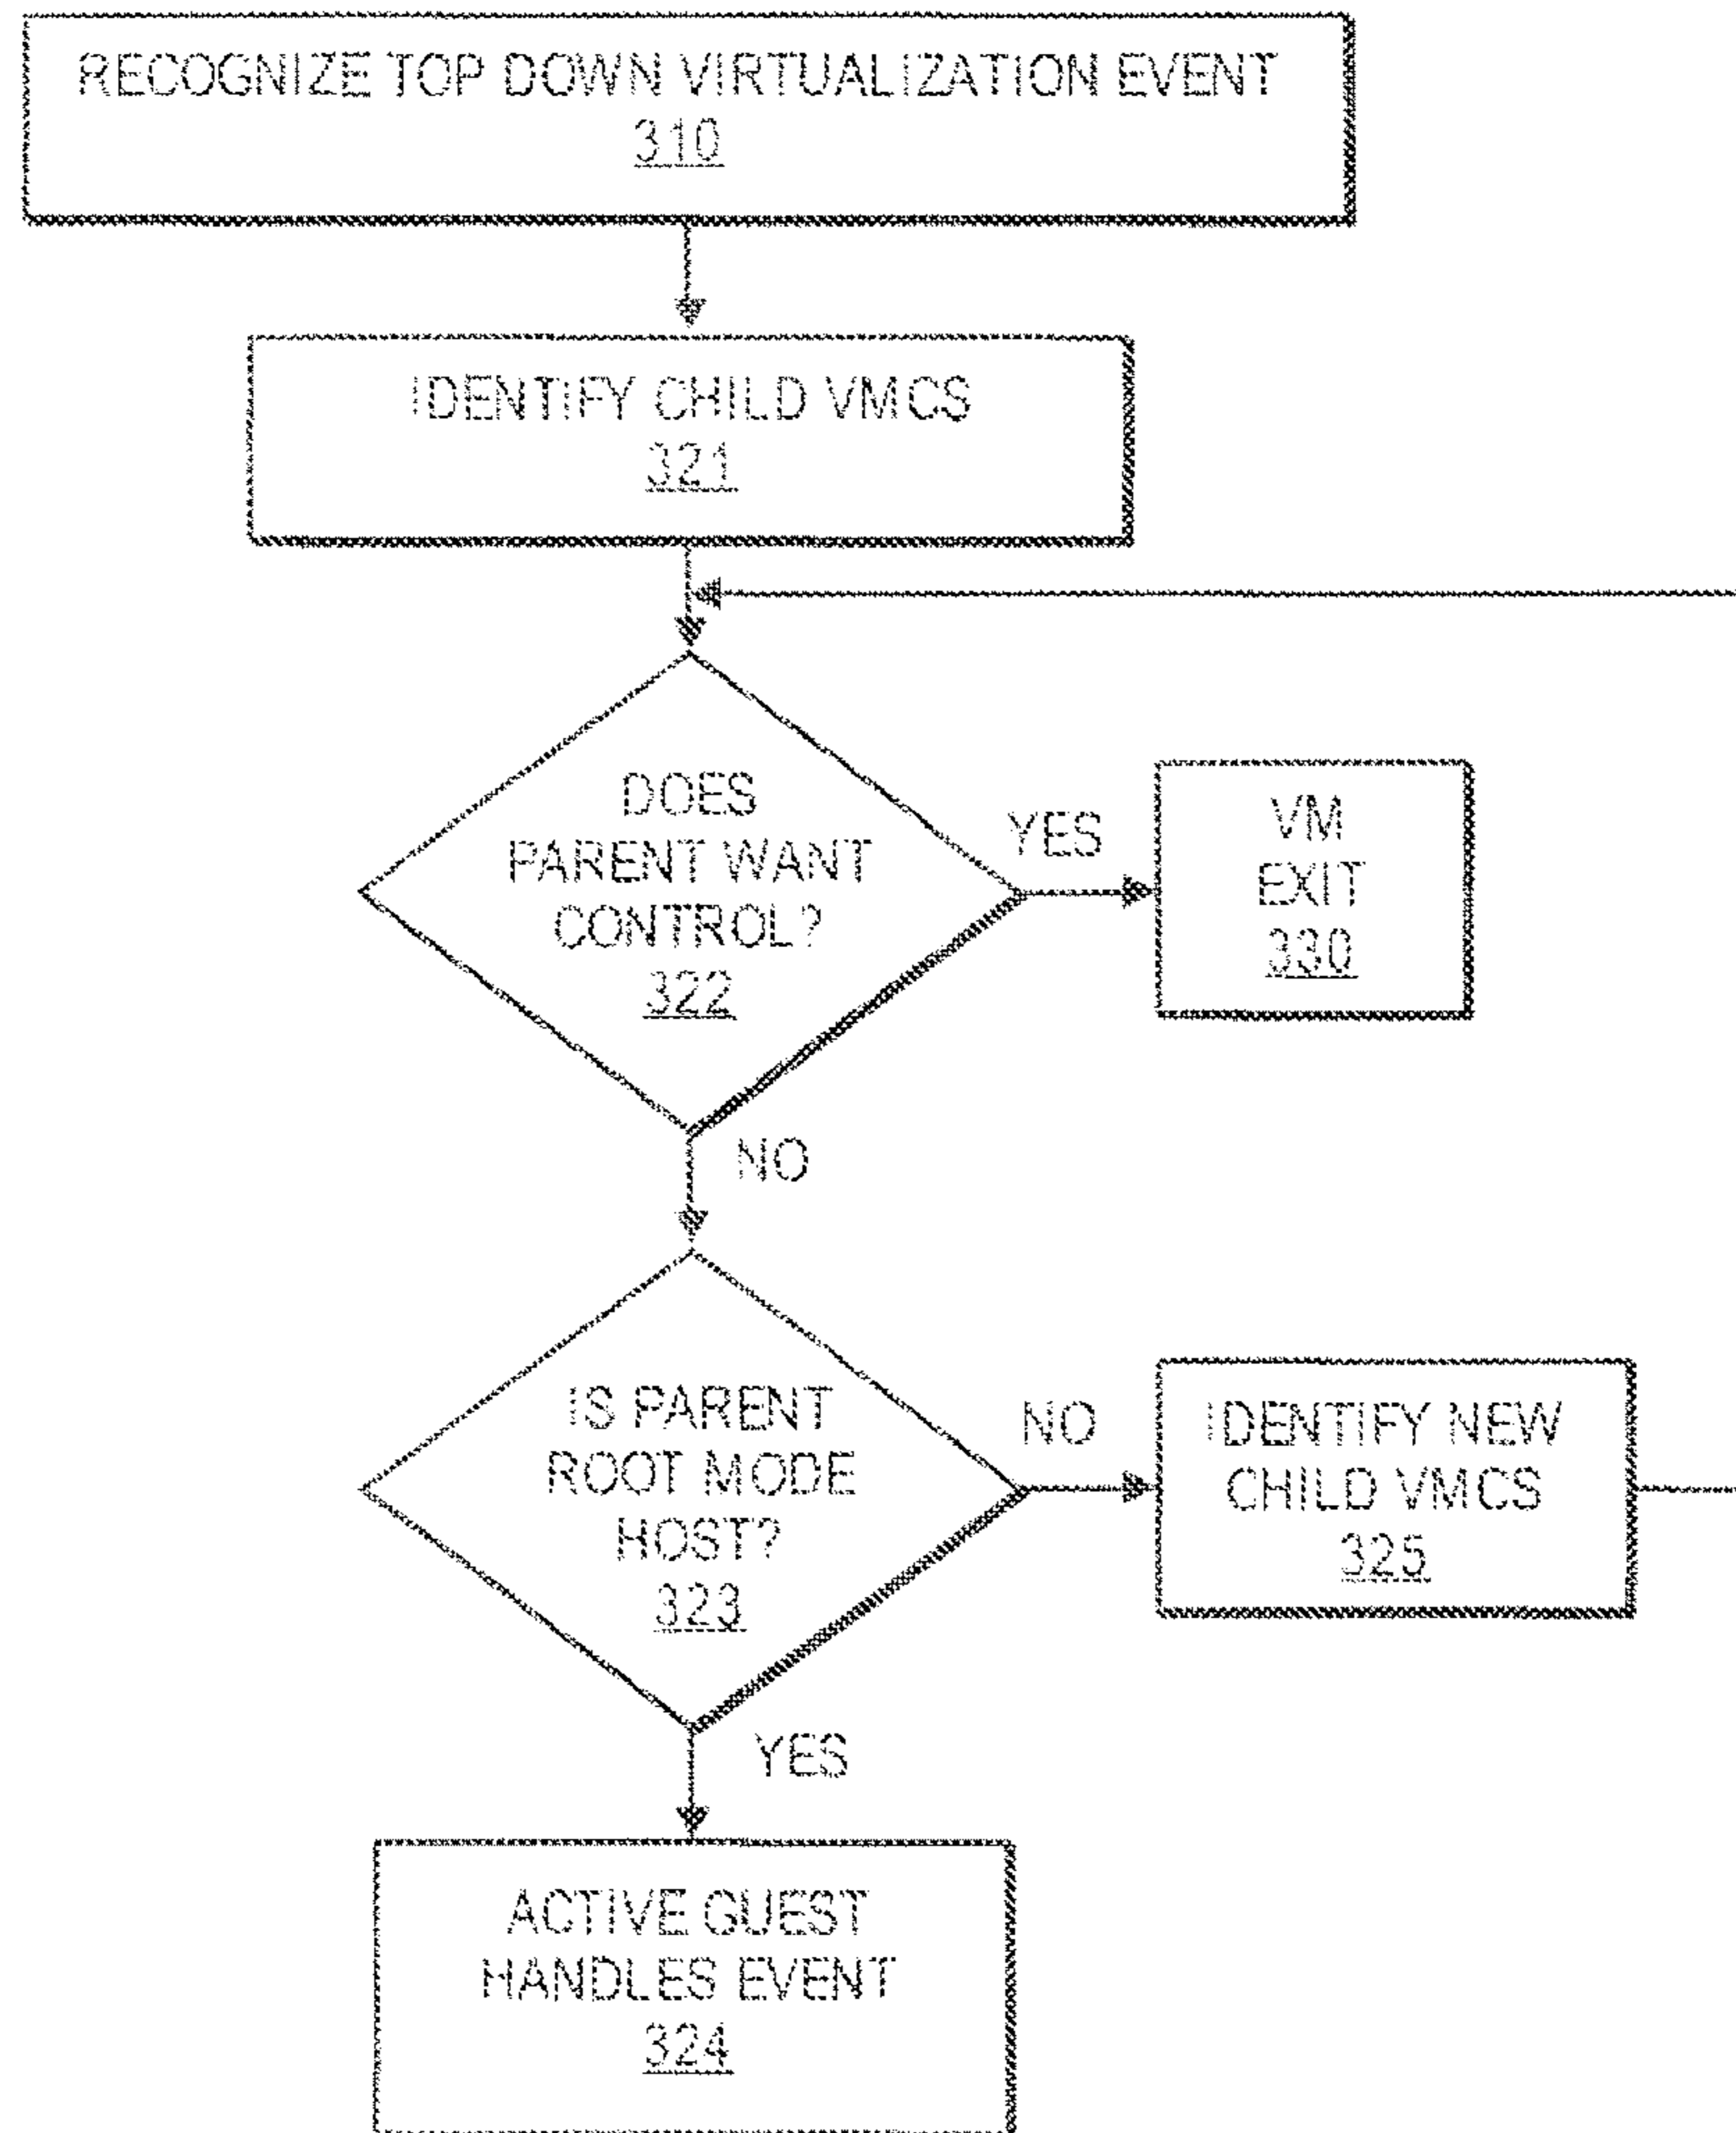 RECOGNIZE TOP DOWN VIRTUALIZATION EVENT
310
IDENTIFY CHILD VMCS
321
DOES
PARENT WANT
CONTROL?
322
YES
VM
EXIT
330
NO
IS PARENT
ROOT MODE
HOST?
323
NO
IDENTIFY NEW
CHILD VMCS
325
YES
ACTIVE GUEST
HANDLES EVENT
324